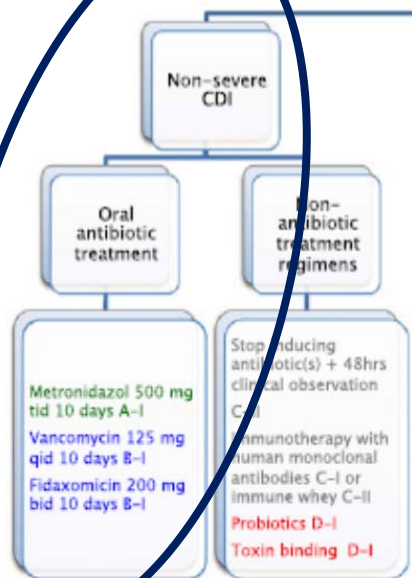 Non-severe
CDI
Oral
antibiotic
treatment
Non-
antibiotic
treatment
regimens
Metronidazol 500 mg
tid 10 days A-I
Vancomycin 125 mg
qid 10 days B-I
Fidaxomicin 200 mg
bid 10 days B-I
Stop inducing
antibiotic(s) + 48hrs
clinical observation
C-II
Immunotherapy with
human monoclonal
antibodies C-I or
immune whey C-II
Probiotics D-I
Toxin binding D-I